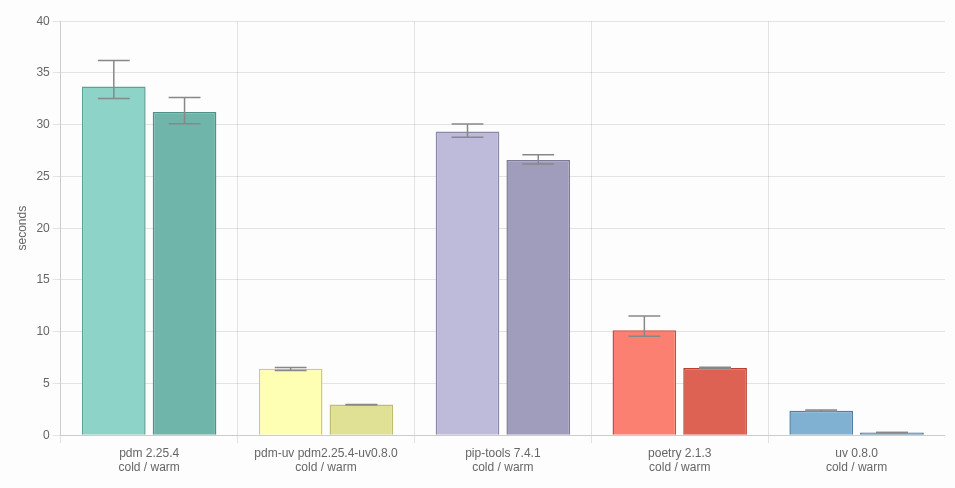 40
35
30
25
20
15
10
5
0
seconds
pdm 2.25.4
cold / warm
pdm-uv pdm2.25.4-uv0.8.0
cold / warm
pip-tools 7.4.1
cold / warm
poetry 2.1.3
cold / warm
uv 0.8.0
cold / warm